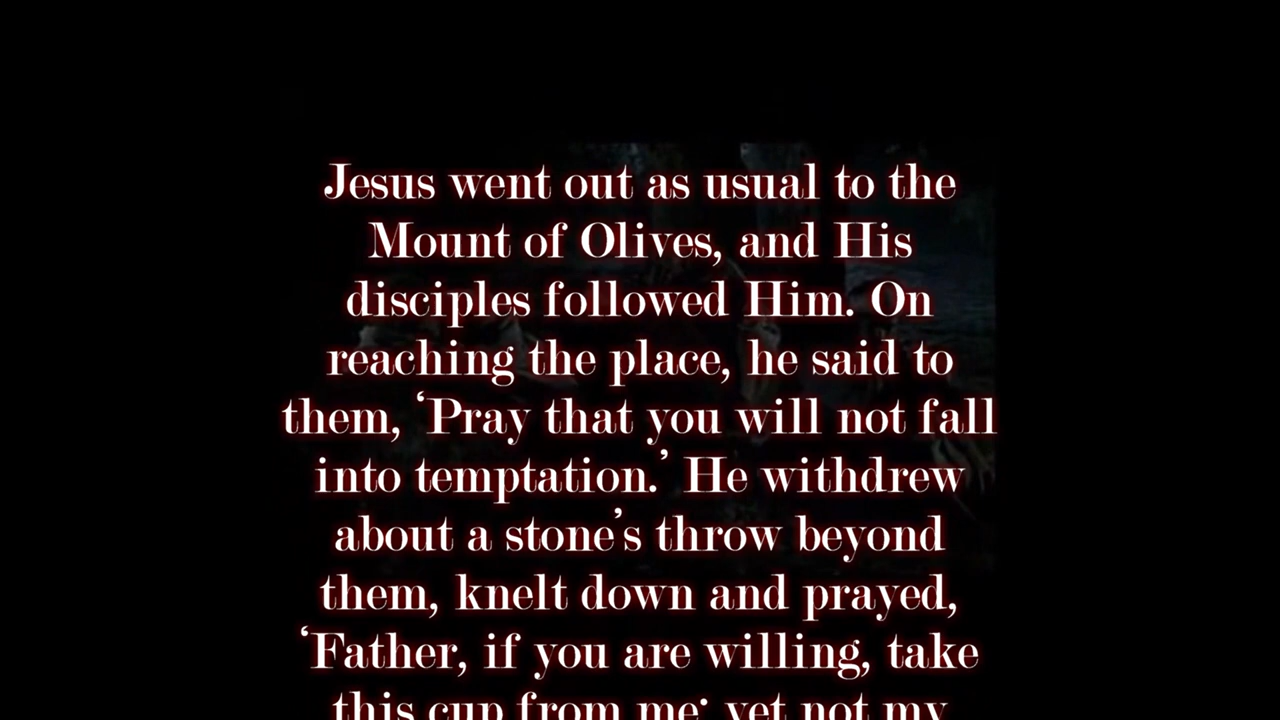 Jesus went out as usual to the
Mount of Olives, and His
disciples followed Him. On
reaching the place, he said to
them, ‘Pray that you will not fall
into temptation.’ He withdrew
about a stone’s throw beyond
them, knelt down and prayed,
‘Father, if you are willing, take
this cup from me; yet not my